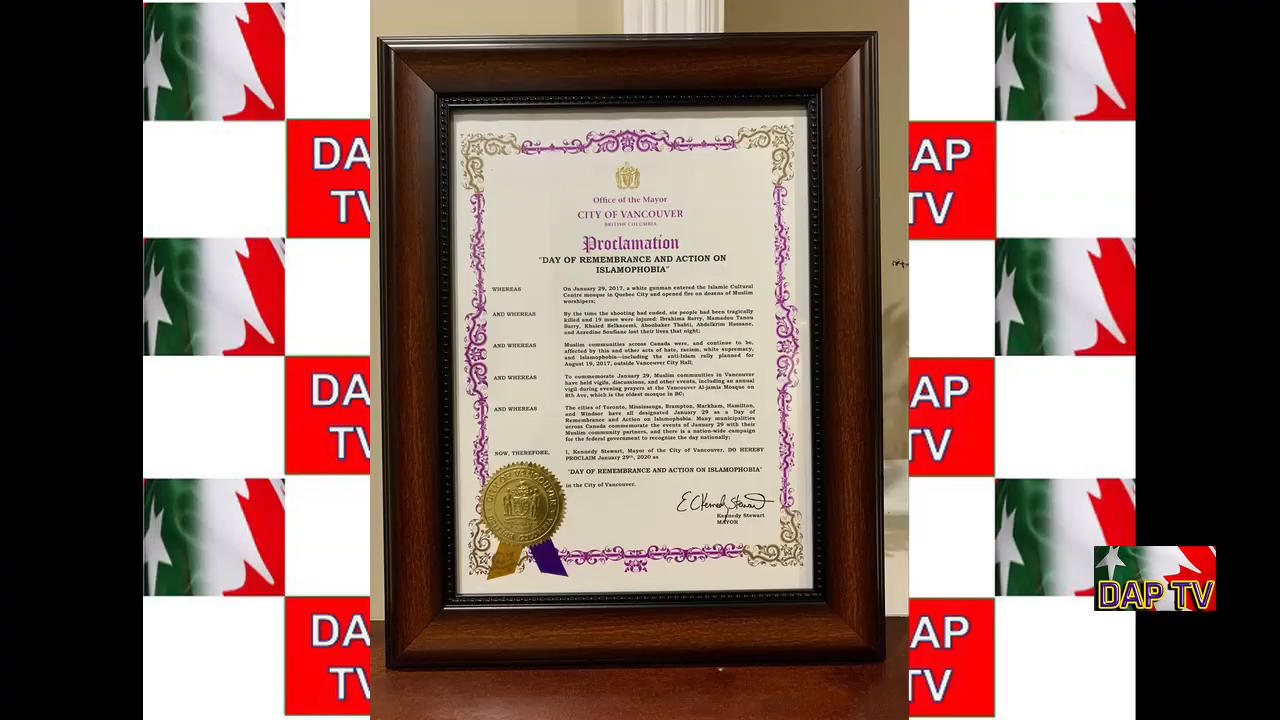 Office of the Mayor
CITY OF VANCOUVER
BRITISH COLUMBIA
Proclamation
"DAY OF REMEMBRANCE AND ACTION ON
ISLAMOPHOBIA"
WHEREAS On January 29, 2017, a white gunman entered the Islamic Cultural
Centre mosque in Quebec City and opened fire on dozens of Muslim
worshipers;
AND WHEREAS By the time the shooting had ended, six people had been tragically
killed and 19 more were injured: Ibrahima Barry, Mamadou Tanou
Barry, Khaled Belkacemi, Aboubaker Thabti, Abdelkrim Hassane,
and Azzedine Soufiane lost their lives that night;
AND WHEREAS Muslim communities across Canada were, and continue to be,
affected by this and other acts of hate, racism, white supremacy,
and Islamophobia—including the anti-Islam rally planned for
August 19, 2017, outside Vancouver City Hall;
AND WHEREAS To commemorate January 29, Muslim communities in Vancouver
have held vigils, discussions, and other events, including an annual
vigil during evening prayers at the Vancouver Al-jamia Mosque on
8th Ave, which is the oldest mosque in BC;
AND WHEREAS The cities of Toronto, Mississauga, Brampton, Markham, Hamilton,
and Windsor have all designated January 29 as a Day of
Remembrance and Action on Islamophobia. Many municipalities
across Canada commemorate the events of January 29 with their
Muslim community partners, and there is a nation-wide campaign
for the federal government to recognize the day nationally;
NOW, THEREFORE, I, Kennedy Stewart, Mayor of the City of Vancouver, DO HEREBY
PROCLAIM January 29th, 2020 as
"DAY OF REMEMBRANCE AND ACTION ON ISLAMOPHOBIA"
in the City of Vancouver.
Kennedy Stewart
MAYOR
DA
TV
AP
TV
DA
TV
AP
TV
DA
TV
AP
TV
DAP TV